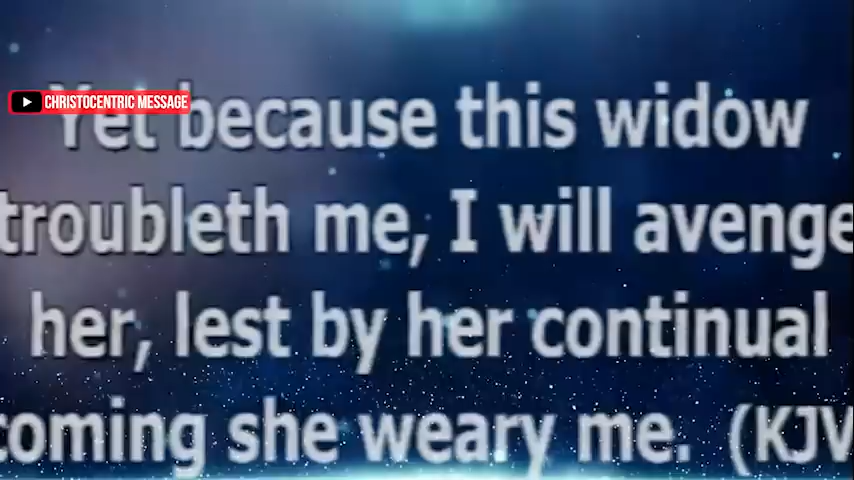 CHRISTOCENTRIC MESSAGE
Yet because this widow
troubleth me, I will avenge
her, lest by her continual
coming she weary me. (KJV